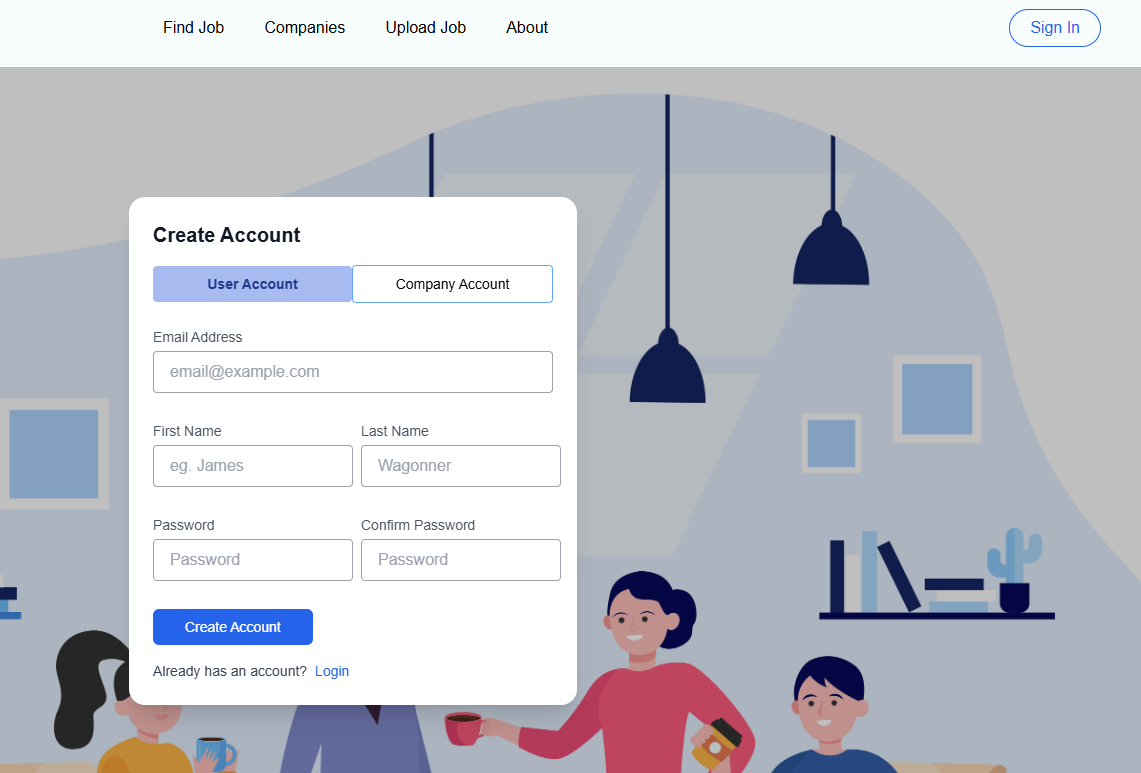 Find Job Companies Upload Job About Sign In
Create Account
User Account Company Account
Email Address
email@example.com
First Name Last Name
eg. James Wagonner
Password Confirm Password
Password Password
Create Account
Already has an account? Login